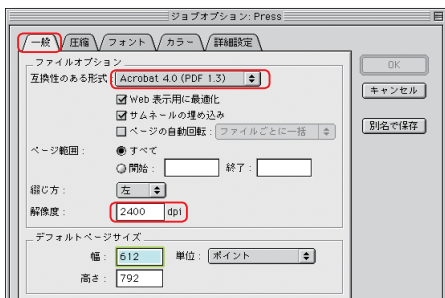 ジョブオプション: Press
一般 圧縮 フォント カラー 詳細設定
ファイルオプション
互換性のある形式: Acrobat 4.0 (PDF 1.3)
Web 表示用に最適化
サムネールの埋め込み
ページの自動回転: ファイルごとに一括
ページ範囲: すべて
開始: 終了:
綴じ方: 左
解像度: 2400 dpi
デフォルトページサイズ
幅: 612 単位: ポイント
高さ: 792
OK
キャンセル
別名で保存